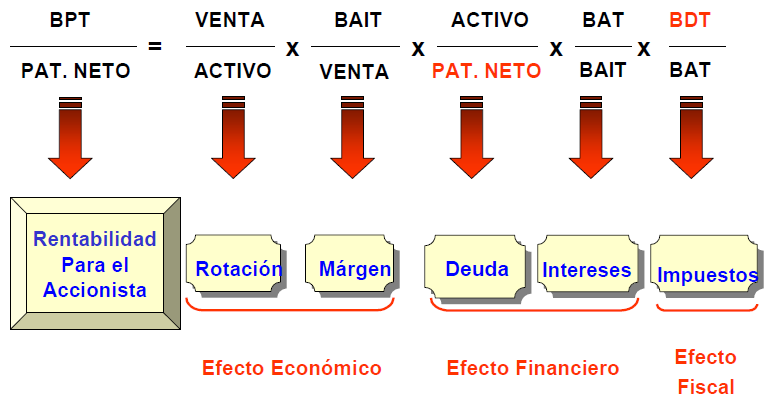 BPT VENTA BAIT ACTIVO BAT BDT
= x x x x
PAT. NETO ACTIVO VENTA PAT. NETO BAIT BAT
Rentabilidad
Para el
Accionista
Rotación Márgen Deuda Intereses Impuestos
Efecto Económico Efecto Financiero Efecto
Fiscal